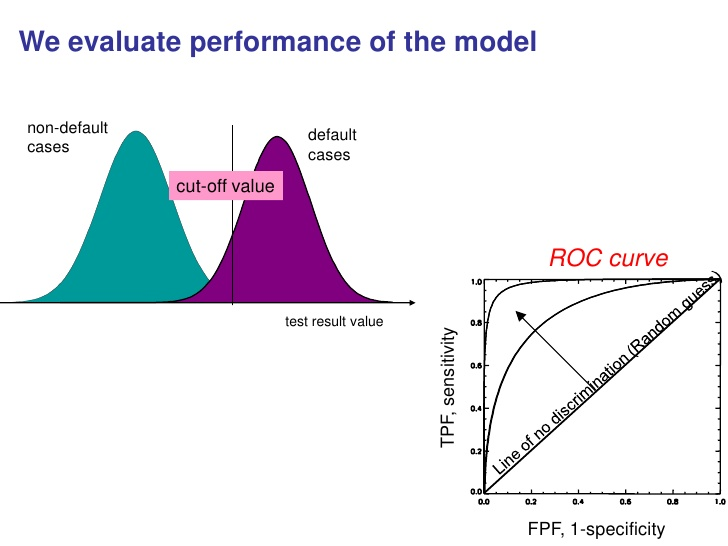 We evaluate performance of the model
non-default
cases
default
cases
cut-off value
test result value
ROC curve
1.0
0.8
0.6
0.4
0.2
0.0
TPF, sensitivity
Line of no discrimination (Random guess)
0.0 0.2 0.4 0.6 0.8 1.0
FPF, 1-specificity